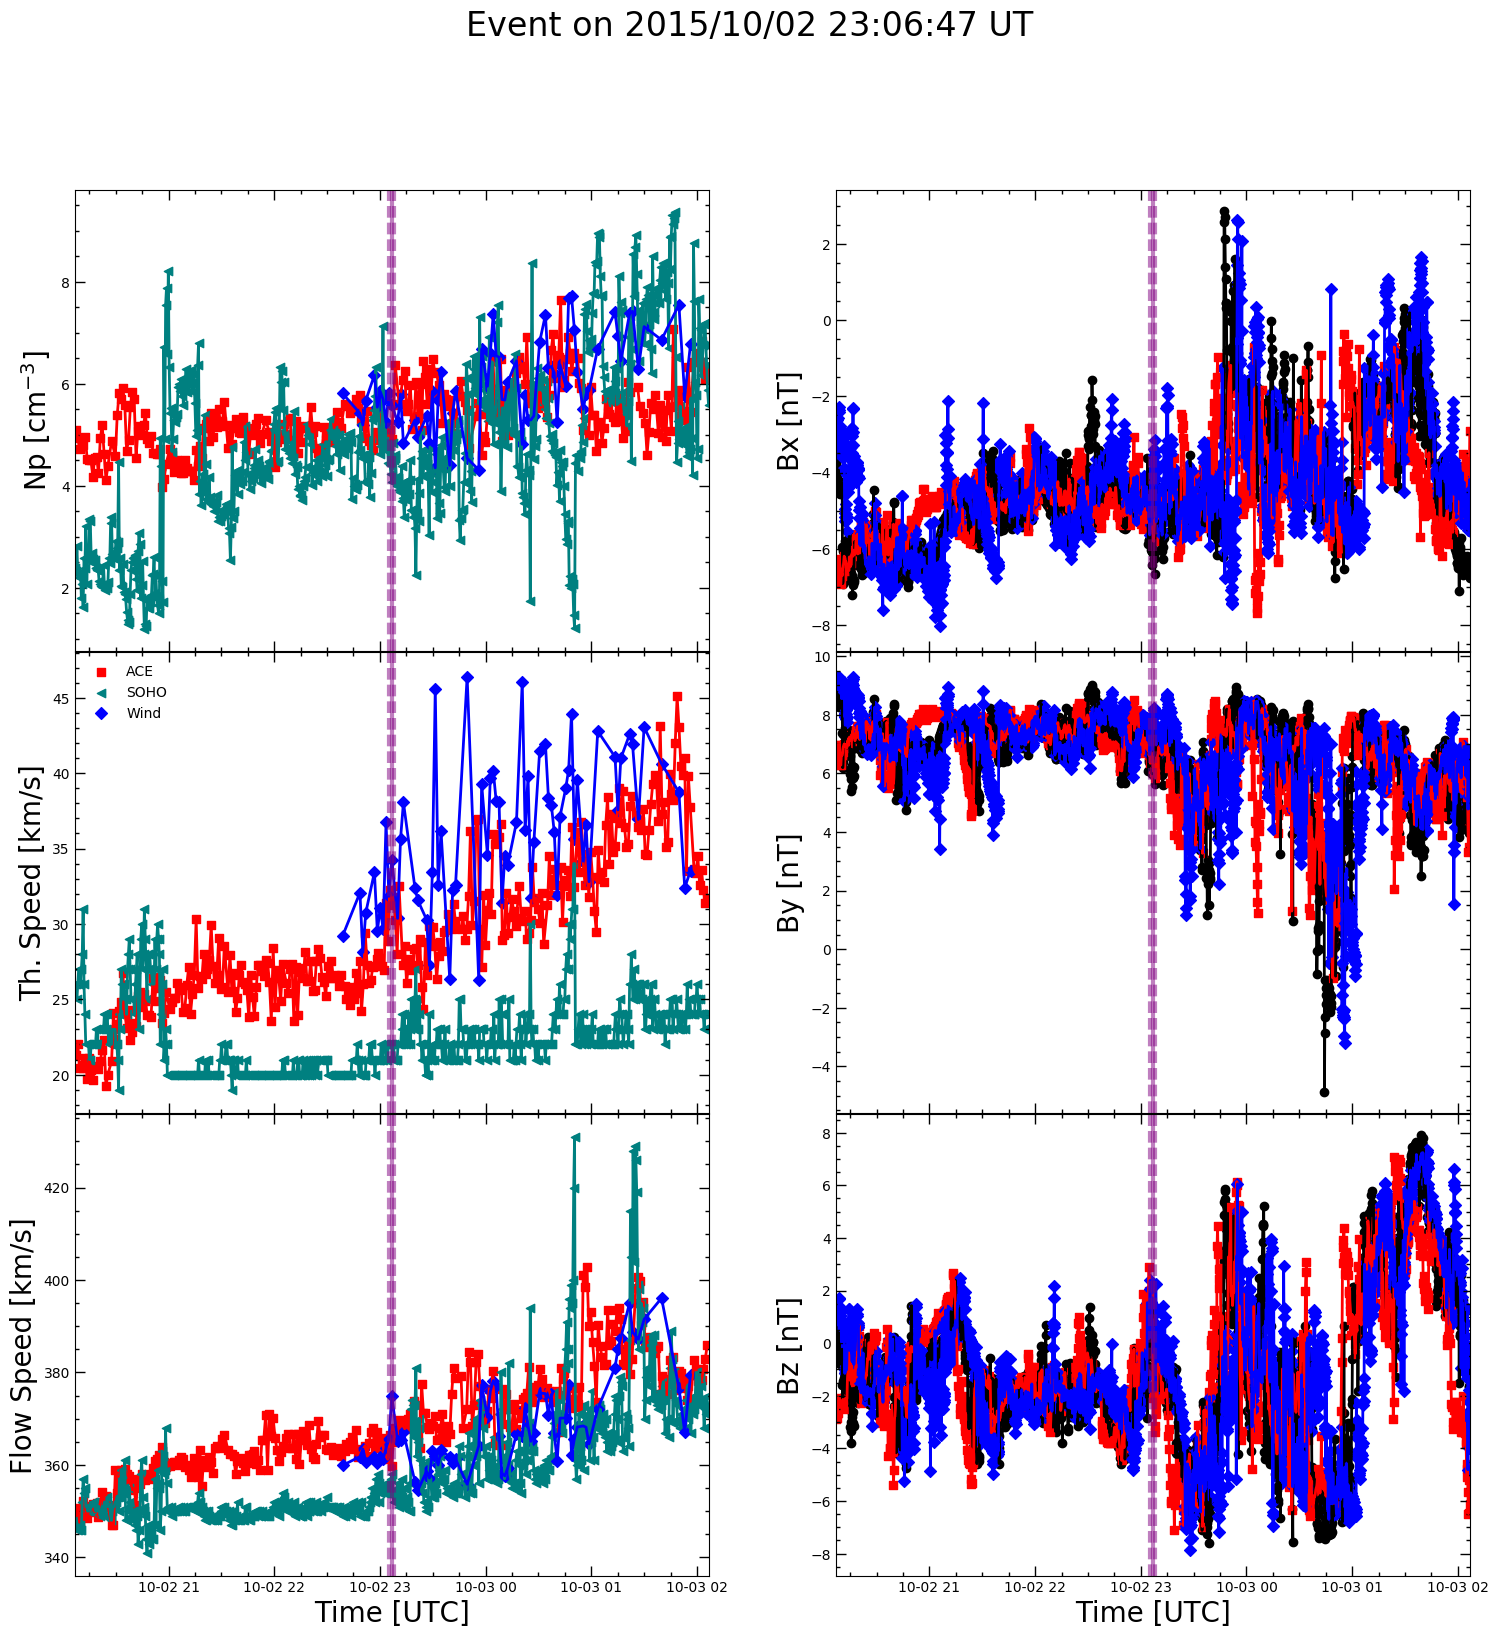 Event on 2015/10/02 23:06:47 UT
Np [cm⁻³]
8
6
4
2
Bx [nT]
2
0
−2
−4
−6
−8
ACE
SOHO
Wind
Th. Speed [km/s]
45
40
35
30
25
20
By [nT]
10
8
6
4
2
0
−2
−4
Flow Speed [km/s]
420
400
380
360
340
10-02 21 10-02 22 10-02 23 10-03 00 10-03 01 10-03 02
Time [UTC]
Bz [nT]
8
6
4
2
0
−2
−4
−6
−8
10-02 21 10-02 22 10-02 23 10-03 00 10-03 01 10-03 02
Time [UTC]